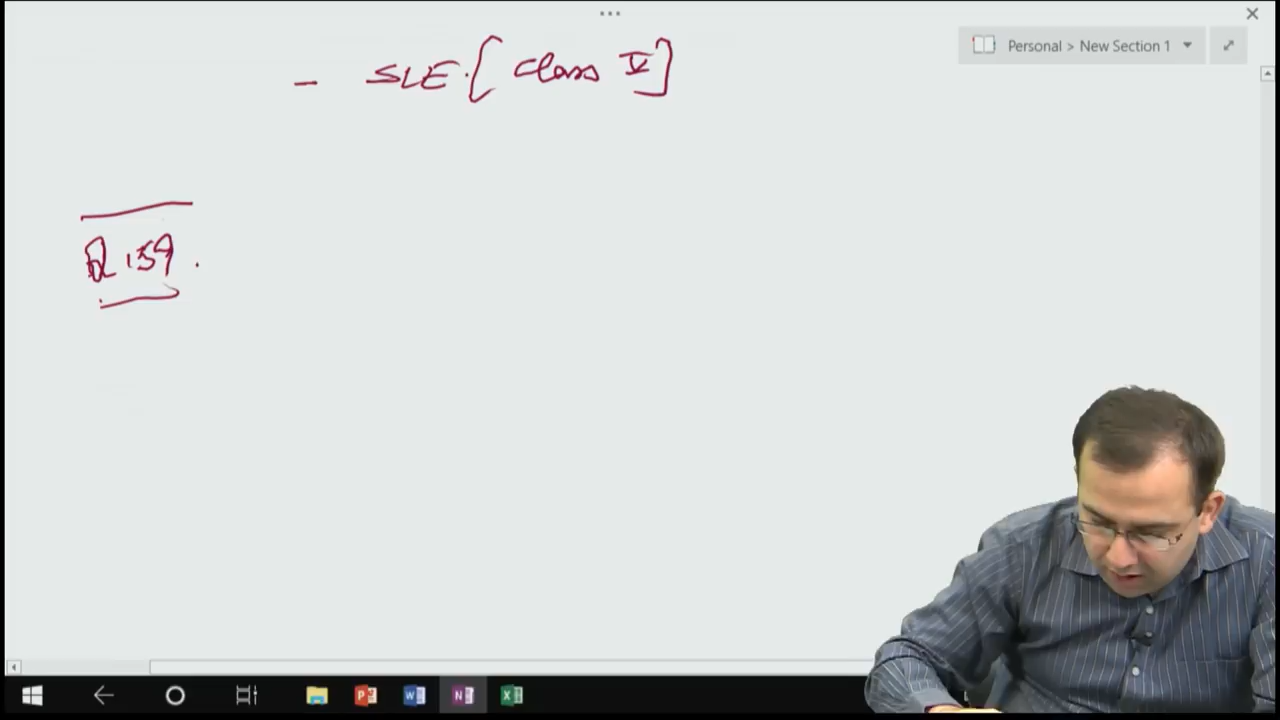 Personal > New Section 1
- SLE. [Class V]
Q 159.